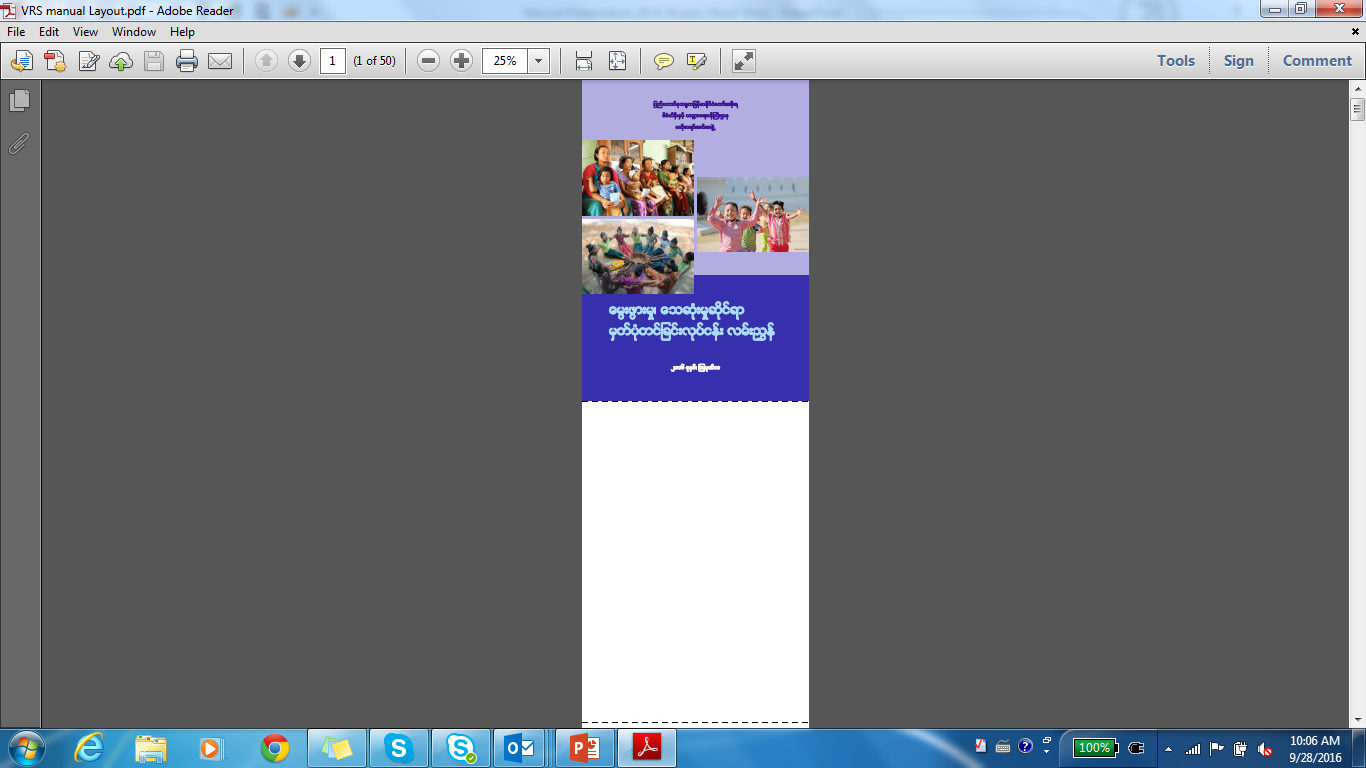 VRS manual Layout.pdf - Adobe Reader
File Edit View Window Help
1 (1 of 50) 25% Tools Sign Comment
မွေးဖွားမှု၊ သေဆုံးမှုဆိုင်ရာ
မှတ်ပုံတင်ခြင်းလုပ်ငန်း လမ်းညွှန်
100%
10:06 AM
9/28/2016